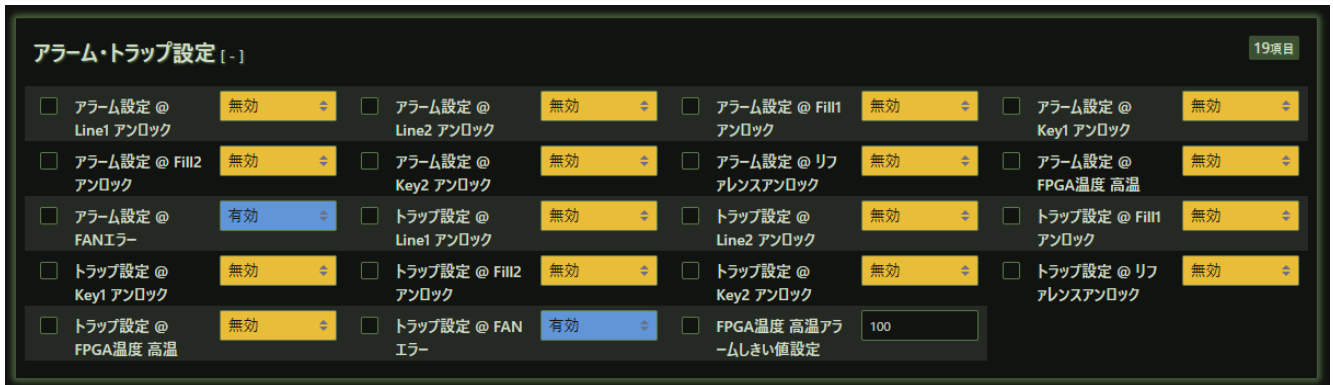 アラーム・トラップ設定 [ - ]
19項目
アラーム設定 @
Line1 アンロック
無効
アラーム設定 @
Line2 アンロック
無効
アラーム設定 @ Fill1
アンロック
無効
アラーム設定 @
Key1 アンロック
無効
アラーム設定 @ Fill2
アンロック
無効
アラーム設定 @
Key2 アンロック
無効
アラーム設定 @ リフ
ァレンスアンロック
無効
アラーム設定 @
FPGA温度 高温
無効
アラーム設定 @
FANエラー
有効
トラップ設定 @
Line1 アンロック
無効
トラップ設定 @
Line2 アンロック
無効
トラップ設定 @ Fill1
アンロック
無効
トラップ設定 @
Key1 アンロック
無効
トラップ設定 @ Fill2
アンロック
無効
トラップ設定 @
Key2 アンロック
無効
トラップ設定 @ リフ
ァレンスアンロック
無効
トラップ設定 @
FPGA温度 高温
無効
トラップ設定 @ FAN
エラー
有効
FPGA温度 高温アラ
ームしきい値設定
100